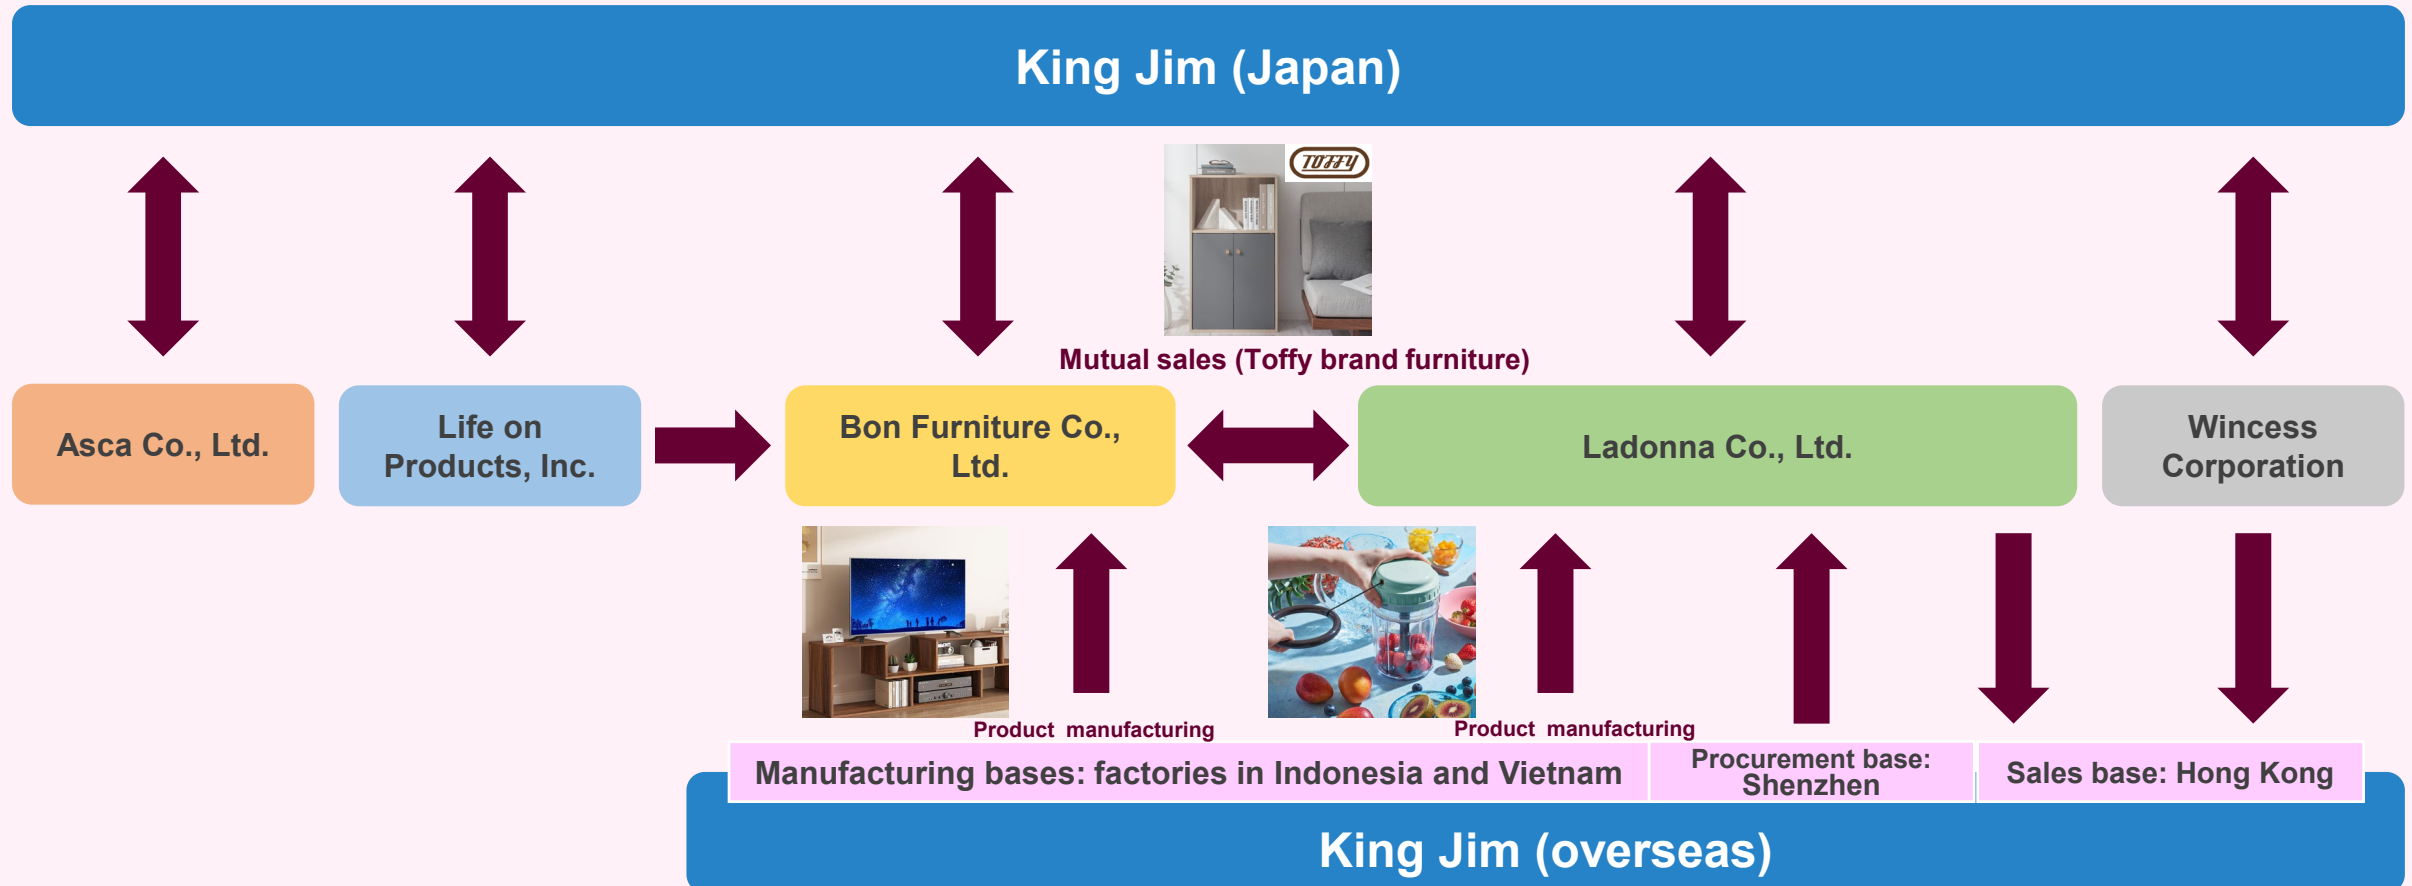 King Jim (Japan)
TOFFY
Mutual sales (Toffy brand furniture)
Asca Co., Ltd.
Life on
Products, Inc.
Bon Furniture Co.,
Ltd.
Ladonna Co., Ltd.
Wincess
Corporation
Product manufacturing
Product manufacturing
Manufacturing bases: factories in Indonesia and Vietnam
Procurement base:
Shenzhen
Sales base: Hong Kong
King Jim (overseas)